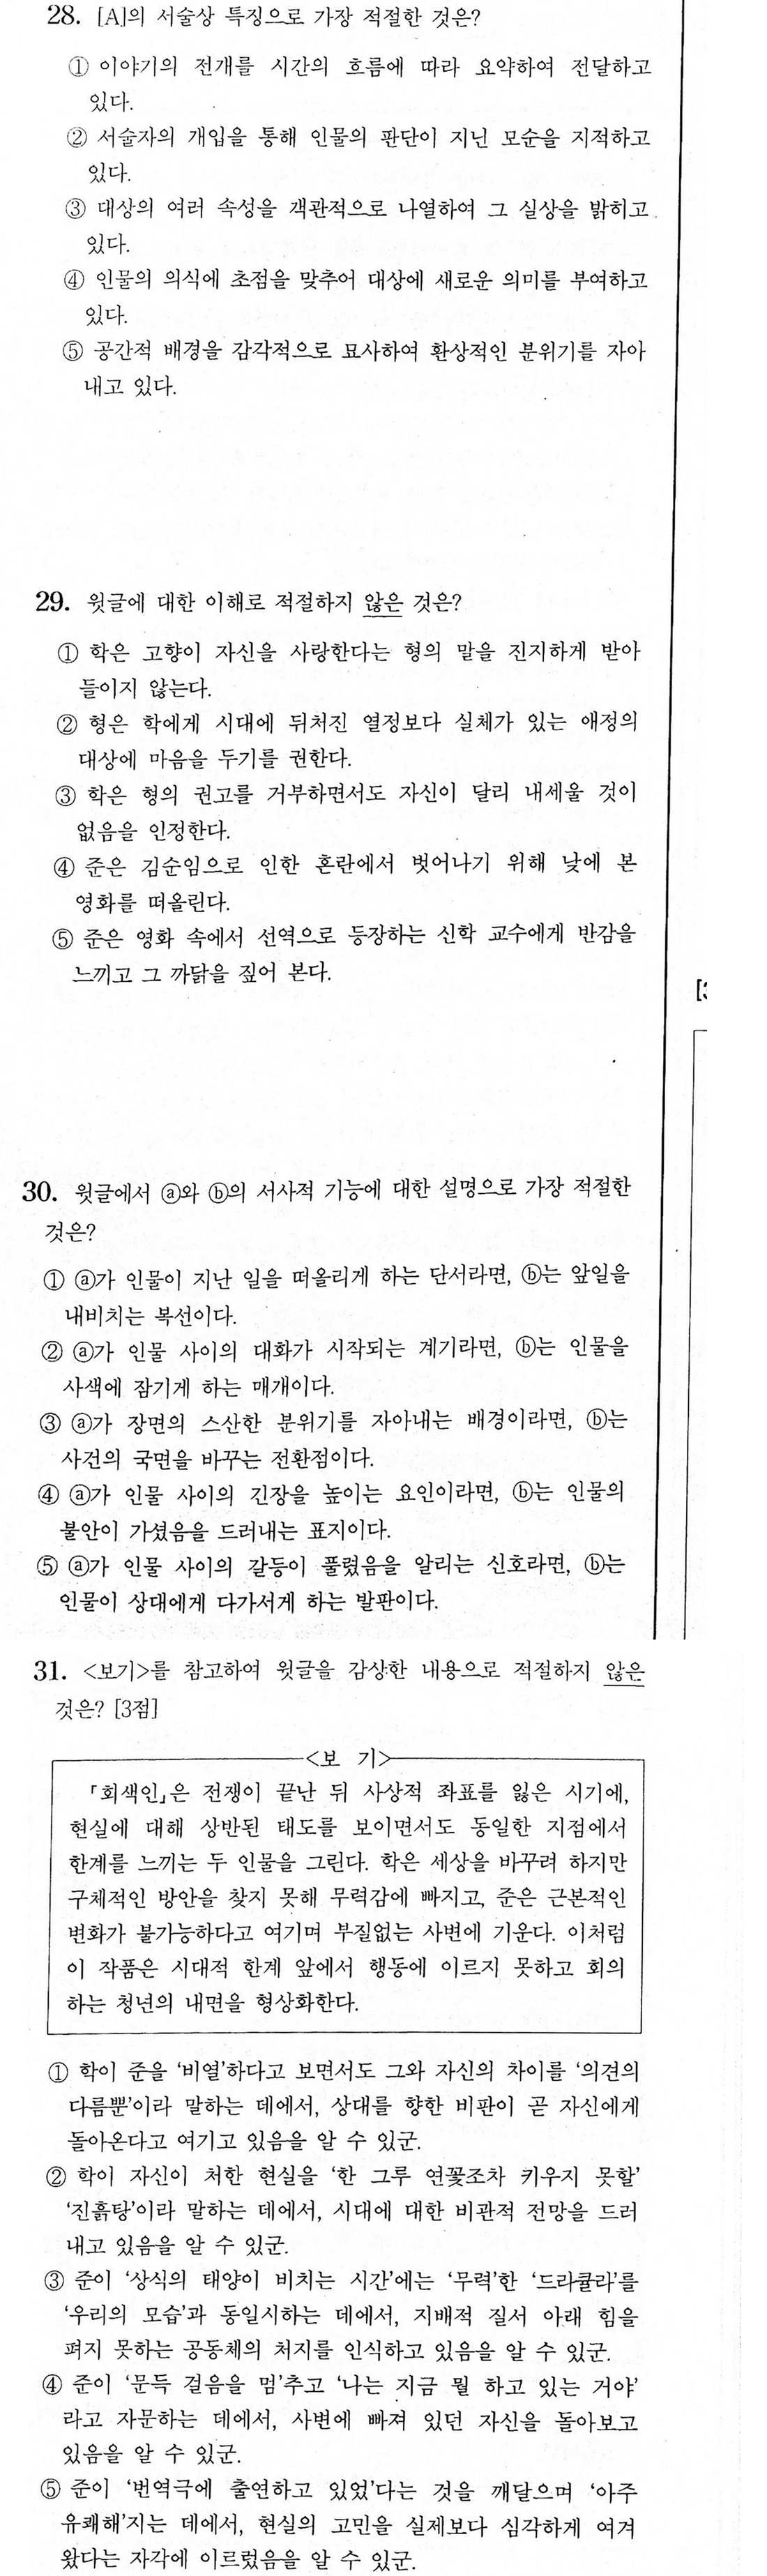 28. [A]의 서술상 특징으로 가장 적절한 것은?
① 이야기의 전개를 시간의 흐름에 따라 요약하여 전달하고
있다.
② 서술자의 개입을 통해 인물의 판단이 지닌 모순을 지적하고
있다.
③ 대상의 여러 속성을 객관적으로 나열하여 그 실상을 밝히고
있다.
④ 인물의 의식에 초점을 맞추어 대상에 새로운 의미를 부여하고
있다.
⑤ 공간적 배경을 감각적으로 묘사하여 환상적인 분위기를 자아
내고 있다.
29. 윗글에 대한 이해로 적절하지 않은 것은?
① 학은 고향이 자신을 사랑한다는 형의 말을 진지하게 받아
들이지 않는다.
② 형은 학에게 시대에 뒤처진 열정보다 실체가 있는 애정의
대상에 마음을 두기를 권한다.
③ 학은 형의 권고를 거부하면서도 자신이 달리 내세울 것이
없음을 인정한다.
④ 준은 김순임으로 인한 혼란에서 벗어나기 위해 낮에 본
영화를 떠올린다.
⑤ 준은 영화 속에서 선역으로 등장하는 신학 교수에게 반감을
느끼고 그 까닭을 짚어 본다.
30. 윗글에서 ⓐ와 ⓑ의 서사적 기능에 대한 설명으로 가장 적절한
것은?
① ⓐ가 인물이 지난 일을 떠올리게 하는 단서라면, ⓑ는 앞일을
내비치는 복선이다.
② ⓐ가 인물 사이의 대화가 시작되는 계기라면, ⓑ는 인물을
사색에 잠기게 하는 매개이다.
③ ⓐ가 장면의 스산한 분위기를 자아내는 배경이라면, ⓑ는
사건의 국면을 바꾸는 전환점이다.
④ ⓐ가 인물 사이의 긴장을 높이는 요인이라면, ⓑ는 인물의
불안이 가셨음을 드러내는 표지이다.
⑤ ⓐ가 인물 사이의 갈등이 풀렸음을 알리는 신호라면, ⓑ는
인물이 상대에게 다가서게 하는 발판이다.
31. <보기>를 참고하여 윗글을 감상한 내용으로 적절하지 않은
것은? [3점]
<보 기>
「회색인」은 전쟁이 끝난 뒤 사상적 좌표를 잃은 시기에,
현실에 대해 상반된 태도를 보이면서도 동일한 지점에서
한계를 느끼는 두 인물을 그린다. 학은 세상을 바꾸려 하지만
구체적인 방안을 찾지 못해 무력감에 빠지고, 준은 근본적인
변화가 불가능하다고 여기며 부질없는 사변에 기운다. 이처럼
이 작품은 시대적 한계 앞에서 행동에 이르지 못하고 회의
하는 청년의 내면을 형상화한다.
① 학이 준을 ‘비열’하다고 보면서도 그와 자신의 차이를 ‘의견의
다름뿐’이라 말하는 데에서, 상대를 향한 비판이 곧 자신에게
돌아온다고 여기고 있음을 알 수 있군.
② 학이 자신이 처한 현실을 ‘한 그루 연꽃조차 키우지 못할’
‘진흙탕’이라 말하는 데에서, 시대에 대한 비관적 전망을 드러
내고 있음을 알 수 있군.
③ 준이 ‘상식의 태양이 비치는 시간’에는 ‘무력’한 ‘드라큘라’를
‘우리의 모습’과 동일시하는 데에서, 지배적 질서 아래 힘을
펴지 못하는 공동체의 처지를 인식하고 있음을 알 수 있군.
④ 준이 ‘문득 걸음을 멈’추고 ‘나는 지금 뭘 하고 있는 거야’
라고 자문하는 데에서, 사변에 빠져 있던 자신을 돌아보고
있음을 알 수 있군.
⑤ 준이 ‘번역극에 출연하고 있었’다는 것을 깨달으며 ‘아주
유쾌해’지는 데에서, 현실의 고민을 실제보다 심각하게 여겨
왔다는 자각에 이르렀음을 알 수 있군.